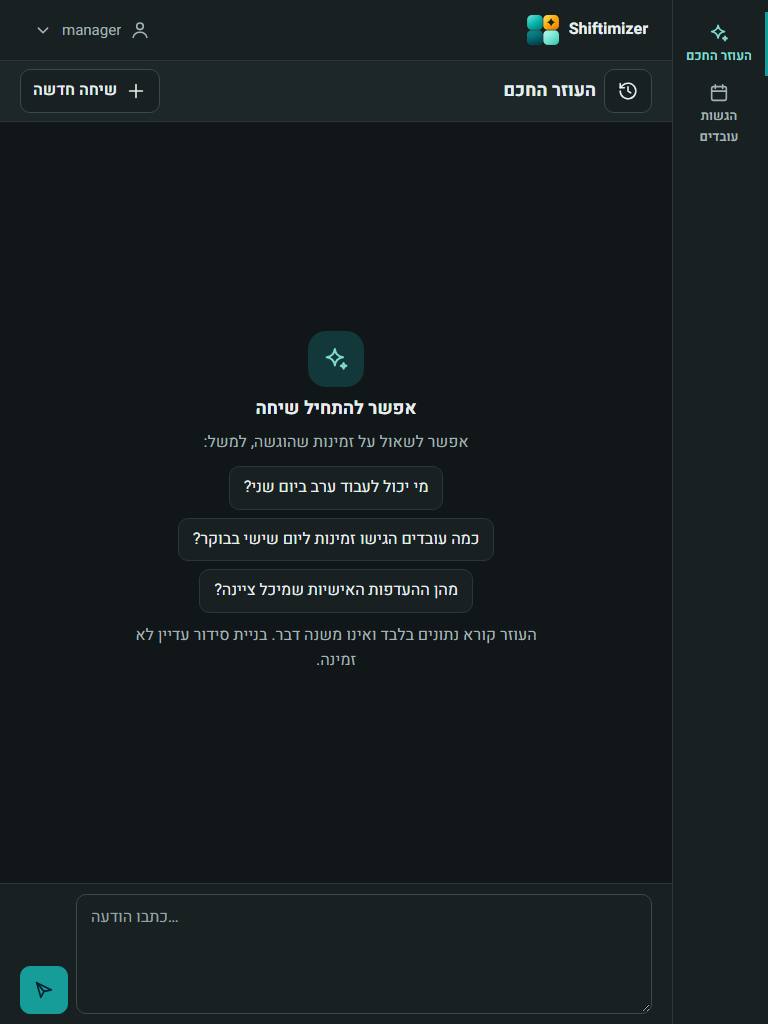 Shiftimizer
manager
העוזר החכם
הגשות
עובדים
העוזר החכם
שיחה חדשה
אפשר להתחיל שיחה
אפשר לשאול על זמינות שהוגשה, למשל:
מי יכול לעבוד ערב ביום שני?
כמה עובדים הגישו זמינות ליום שישי בבוקר?
מהן ההעדפות האישיות שמיכל ציינה?
העוזר קורא נתונים בלבד ואינו משנה דבר. בניית סידור עדיין לא
זמינה.
כתבו הודעה...